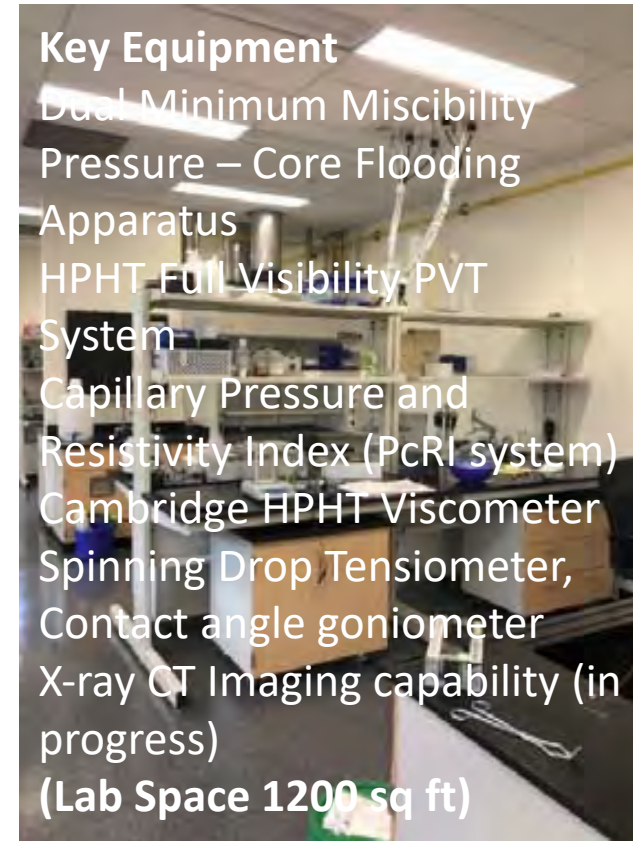 Key Equipment
Dual Minimum Miscibility
Pressure – Core Flooding
Apparatus
HPHT Full Visibility PVT
System
Capillary Pressure and
Resistivity Index (PcRI system)
Cambridge HPHT Viscometer
Spinning Drop Tensiometer,
Contact angle goniometer
X-ray CT Imaging capability (in
progress)
(Lab Space 1200 sq ft)